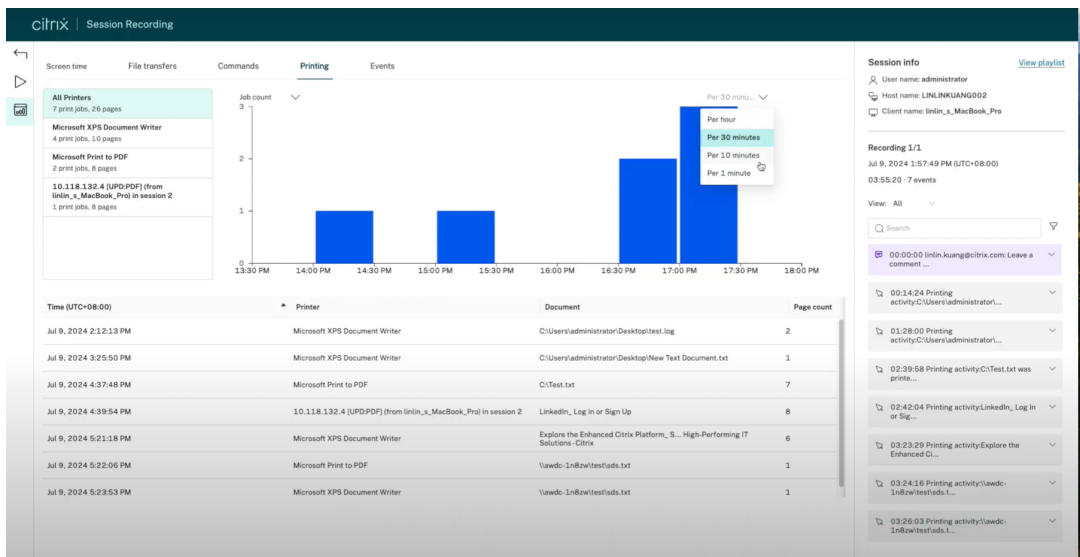 citrix | Session Recording
Screen time
File transfers
Commands
Printing
Events
All Printers
7 print jobs, 26 pages
Microsoft XPS Document Writer
4 print jobs, 10 pages
Microsoft Print to PDF
2 print jobs, 8 pages
10.118.132.4 [UPD:PDF] (from
linlin_s_MacBook_Pro) in session 2
1 print jobs, 8 pages
Job count
Per 30 minu...
Per hour
Per 30 minutes
Per 10 minutes
Per 1 minute
3
2
1
0
13:30 PM 14:00 PM 14:30 PM 15:00 PM 15:30 PM 16:00 PM 16:30 PM 17:00 PM 17:30 PM 18:00 PM
Time (UTC+08:00) Printer Document Page count
Jul 9, 2024 2:12:13 PM Microsoft XPS Document Writer C:\Users\administrator\Desktop\test.log 2
Jul 9, 2024 3:25:50 PM Microsoft XPS Document Writer C:\Users\administrator\Desktop\New Text Document.txt 1
Jul 9, 2024 4:37:48 PM Microsoft Print to PDF C:\Test.txt 7
Jul 9, 2024 4:39:54 PM 10.118.132.4 [UPD:PDF] (from linlin_s_MacBook_Pro) in session 2 LinkedIn_ Log In or Sign Up 8
Jul 9, 2024 5:21:18 PM Microsoft XPS Document Writer Explore the Enhanced Citrix Platform_ S... High-Performing IT 6
Solutions - Citrix
Jul 9, 2024 5:22:06 PM Microsoft Print to PDF \\awdc-1n8zw\test\sds.txt 1
Jul 9, 2024 5:23:53 PM Microsoft XPS Document Writer \\awdc-1n8zw\test\sds.txt 1
Session info View playlist
User name: administrator
Host name: LINLINKUANG002
Client name: linlin_s_MacBook_Pro
Recording 1/1
Jul 9, 2024 1:57:49 PM (UTC+08:00)
03:55:20 · 7 events
View: All
Search
00:00:00 linlin.kuang@citrix.com: Leave a
comment ...
00:14:24 Printing
activity:C:\Users\administrator\...
01:28:00 Printing
activity:C:\Users\administrator\...
02:39:58 Printing activity:C:\Test.txt was
printe...
02:42:04 Printing activity:LinkedIn_ Log In
or Sig...
03:23:29 Printing activity:Explore the
Enhanced Ci...
03:24:16 Printing activity:\\awdc-
1n8zw\test\sds.t...
03:26:03 Printing activity:\\awdc-
1n8zw\test\sds.t...